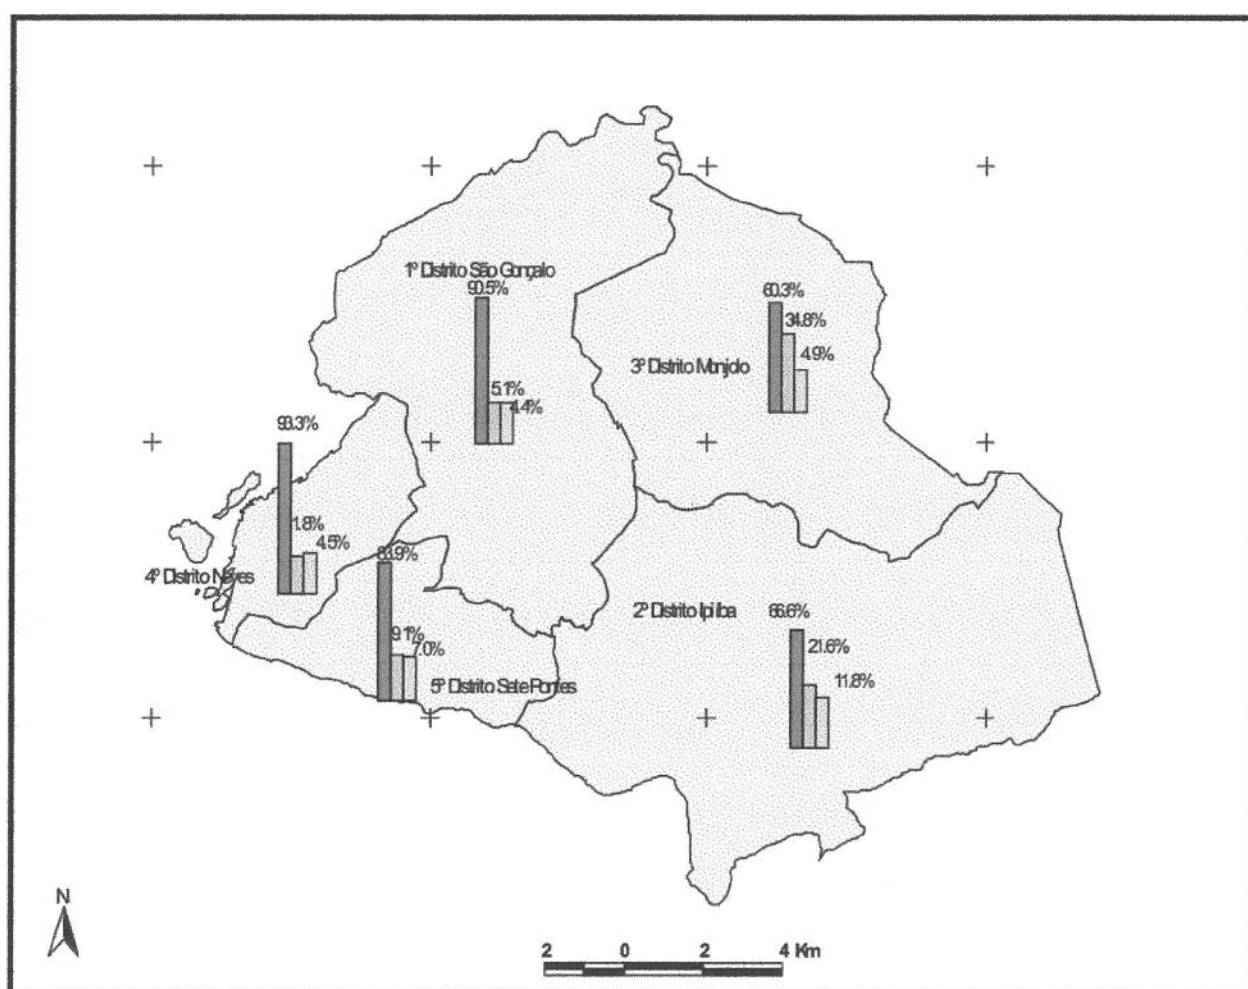 1º Distrito São Gonçalo
90.5%
5.1%
4.4%
60.3%
34.8%
4.9%
3º Distrito Monjolo
93.3%
1.8%
4.5%
4º Distrito Neves
83.9%
9.1%
7.0%
5º Distrito Sete Pontes
2º Distrito Ipiíba
66.6%
21.6%
11.8%
N
2 0 2 4 Km